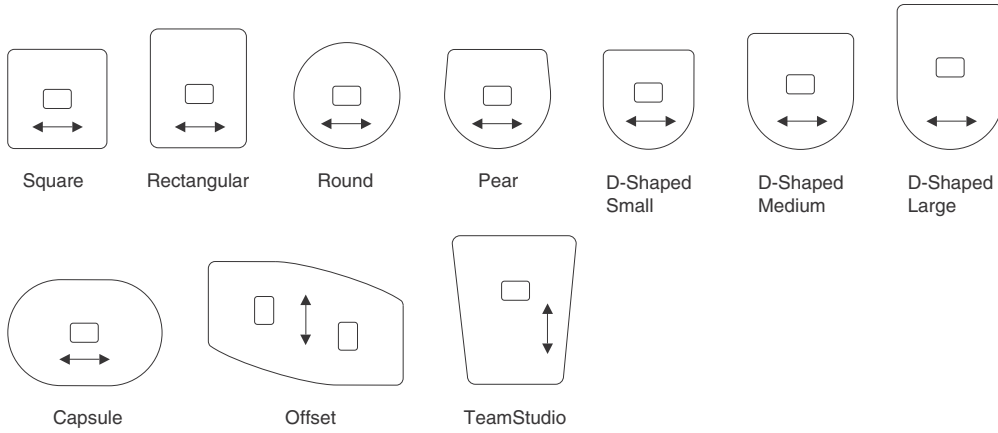 Square
Rectangular
Round
Pear
D-Shaped
Small
D-Shaped
Medium
D-Shaped
Large
Capsule
Offset
TeamStudio